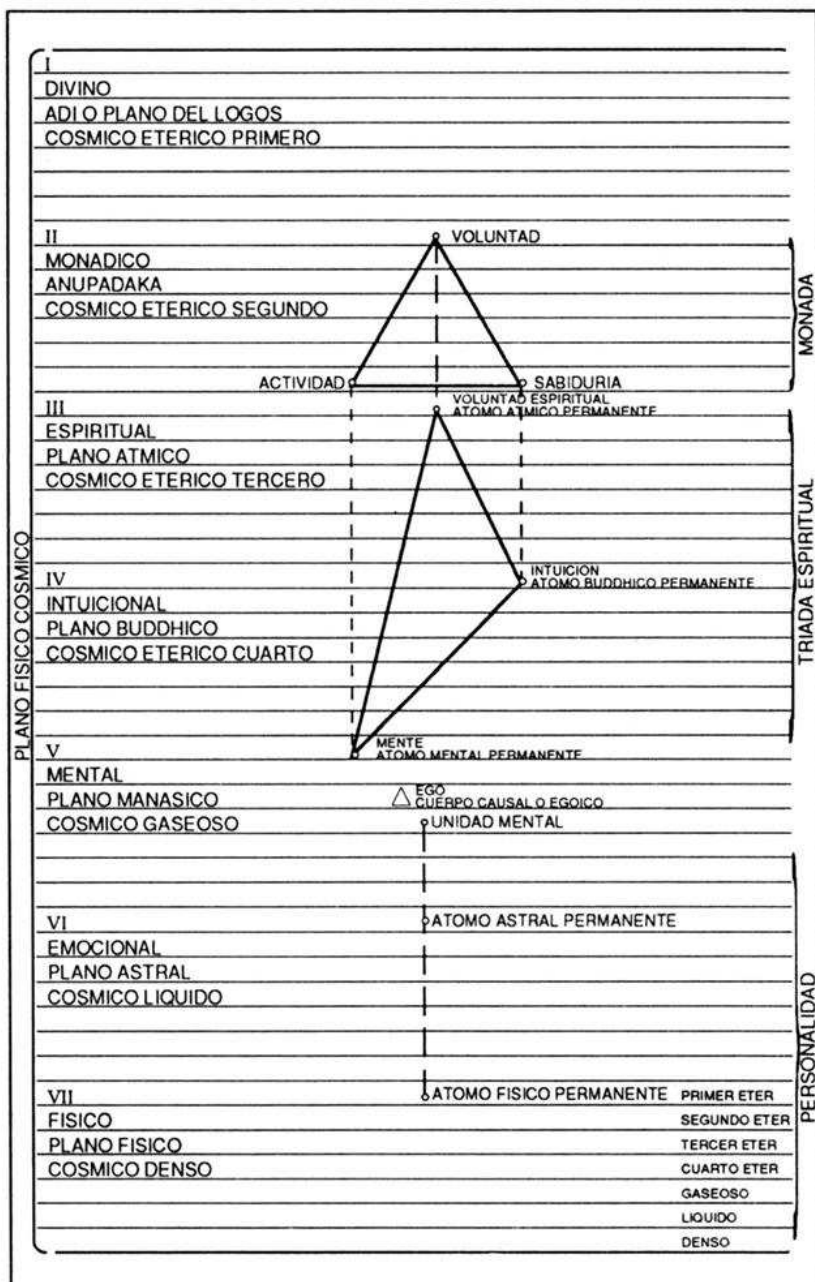 I
DIVINO
ADI O PLANO DEL LOGOS
COSMICO ETERICO PRIMERO
II
VOLUNTAD
MONADICO
ANUPADAKA
COSMICO ETERICO SEGUNDO
MONADA
ACTIVIDAD
SABIDURIA
III
VOLUNTAD ESPIRITUAL
ATOMO ATMICO PERMANENTE
ESPIRITUAL
PLANO ATMICO
COSMICO ETERICO TERCERO
TRIADA ESPIRITUAL
PLANO FISICO COSMICO
IV
INTUICION
ATOMO BUDDHICO PERMANENTE
INTUICIONAL
PLANO BUDDHICO
COSMICO ETERICO CUARTO
V
MENTE
ATOMO MENTAL PERMANENTE
MENTAL
PLANO MANASICO
EGO
CUERPO CAUSAL O EGOICO
COSMICO GASEOSO
UNIDAD MENTAL
VI
ATOMO ASTRAL PERMANENTE
EMOCIONAL
PLANO ASTRAL
COSMICO LIQUIDO
PERSONALIDAD
VII
ATOMO FISICO PERMANENTE
PRIMER ETER
FISICO
SEGUNDO ETER
PLANO FISICO
TERCER ETER
COSMICO DENSO
CUARTO ETER
GASEOSO
LIQUIDO
DENSO